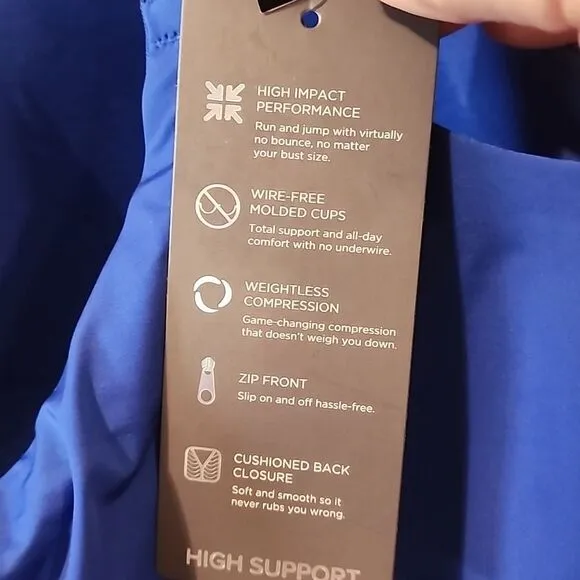 HIGH IMPACT
PERFORMANCE
Run and jump with virtually
no bounce, no matter
your bust size.
WIRE-FREE
MOLDED CUPS
Total support and all-day
comfort with no underwire.
WEIGHTLESS
COMPRESSION
Game-changing compression
that doesn't weigh you down.
ZIP FRONT
Slip on and off hassle-free.
CUSHIONED BACK
CLOSURE
Soft and smooth so it
never rubs you wrong.
HIGH SUPPORT